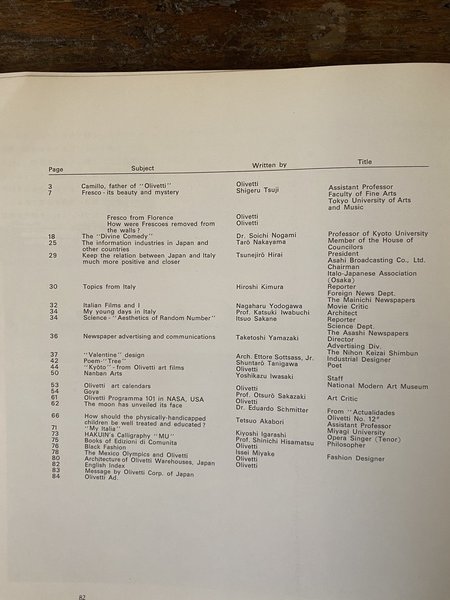 Page Subject Written by Title
3 Camillo, father of "Olivetti" Olivetti
7 Fresco - its beauty and mystery Shigeru Tsuji Assistant Professor
Faculty of Fine Arts
Tokyo University of Arts
and Music
Fresco from Florence Olivetti
How were Frescoes removed from Olivetti
the walls?
18 The "Divine Comedy" Dr. Soichi Nogami Professor of Kyoto University
25 The information industries in Japan and Tarō Nakayama Member of the House of
other countries Councilors
29 Keep the relation between Japan and Italy Tsunejirō Hirai President
much more positive and closer Asahi Broadcasting Co., Ltd.
Chairman
Italo-Japanese Association
(Osaka)
30 Topics from Italy Hiroshi Kimura Reporter
Foreign News Dept.
The Mainichi Newspapers
32 Italian Films and I Nagaharu Yodogawa Movie Critic
34 My young days in Italy Prof. Katsuki Iwabuchi Architect
34 Science - "Aesthetics of Random Number" Itsuo Sakane Reporter
Science Dept.
The Asahi Newspapers
36 Newspaper advertising and communications Taketoshi Yamazaki Director
Advertising Div.
The Nihon Keizai Shimbun
37 "Valentine" design Arch. Ettore Sottsass, Jr. Industrial Designer
42 Poem-"Tree" Shuntarō Tanigawa Poet
44 "Kyōto" - from Olivetti art films Olivetti
50 Nanban Arts Yoshikazu Iwasaki Staff
National Modern Art Museum
53 Olivetti art calendars Olivetti
54 Goya Prof. Otsurō Sakazaki Art Critic
61 Olivetti Programma 101 in NASA, USA Olivetti
62 The moon has unveiled its face Dr. Eduardo Schmitter From "Actualidades
Olivetti No. 12"
66 How should the physically-handicapped Tetsuo Akabori Assistant Professor
children be well treated and educated? Miyagi University
71 "My Italia" Kiyoshi Igarashi Opera Singer (Tenor)
73 HAKUIN's Calligraphy "MU" Prof. Shinichi Hisamatsu Philosopher
75 Books of Edizioni di Comunita Olivetti
76 Black Fashion Issei Miyake Fashion Designer
78 The Mexico Olympics and Olivetti Olivetti
80 Architecture of Olivetti Warehouses, Japan Olivetti
82 English Index
83 Message by Olivetti Corp. of Japan
84 Olivetti Ad.
82